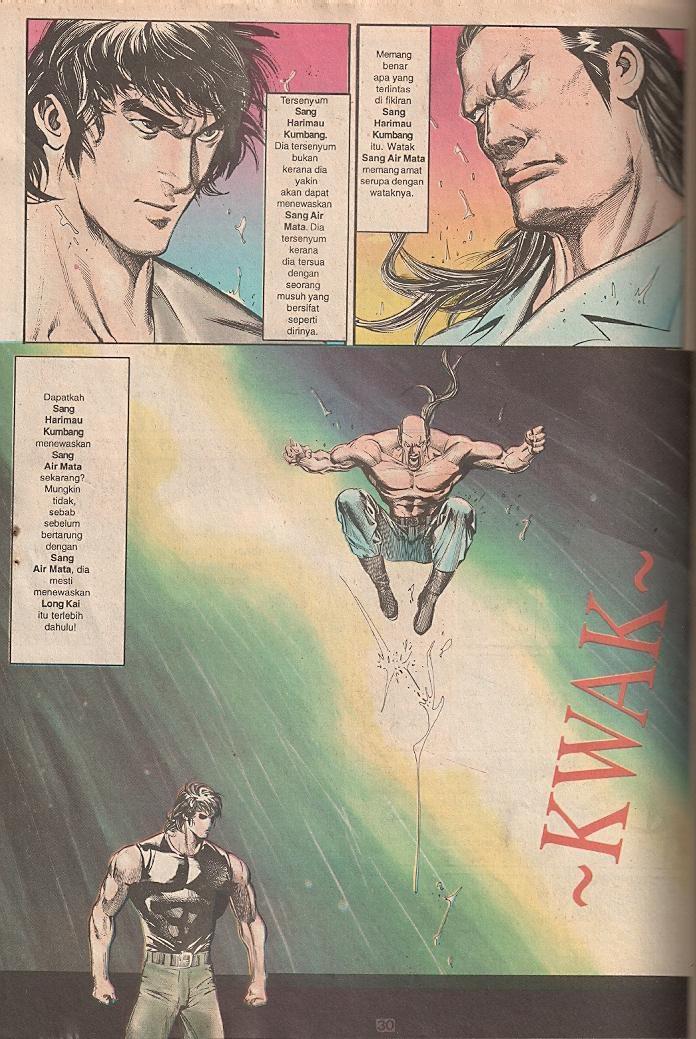 Tersenyum
Sang
Harimau
Kumbang.
Dia tersenyum
bukan
kerana dia
yakin
akan dapat
menewaskan
Sang Air
Mata. Dia
tersenyum
kerana
dia tersua
dengan
seorang
musuh yang
bersifat
seperti
dirinya.
Memang
benar
apa yang
terlintas
di fikiran
Sang
Harimau
Kumbang
itu. Watak
Sang Air Mata
memang amat
serupa dengan
wataknya.
Dapatkah
Sang
Harimau
Kumbang
menewaskan
Sang
Air Mata
sekarang?
Mungkin
tidak,
sebab
sebelum
bertarung
dengan
Sang
Air Mata, dia
mesti
menewaskan
Long Kai
itu terlebih
dahulu!
~KWAK~
30